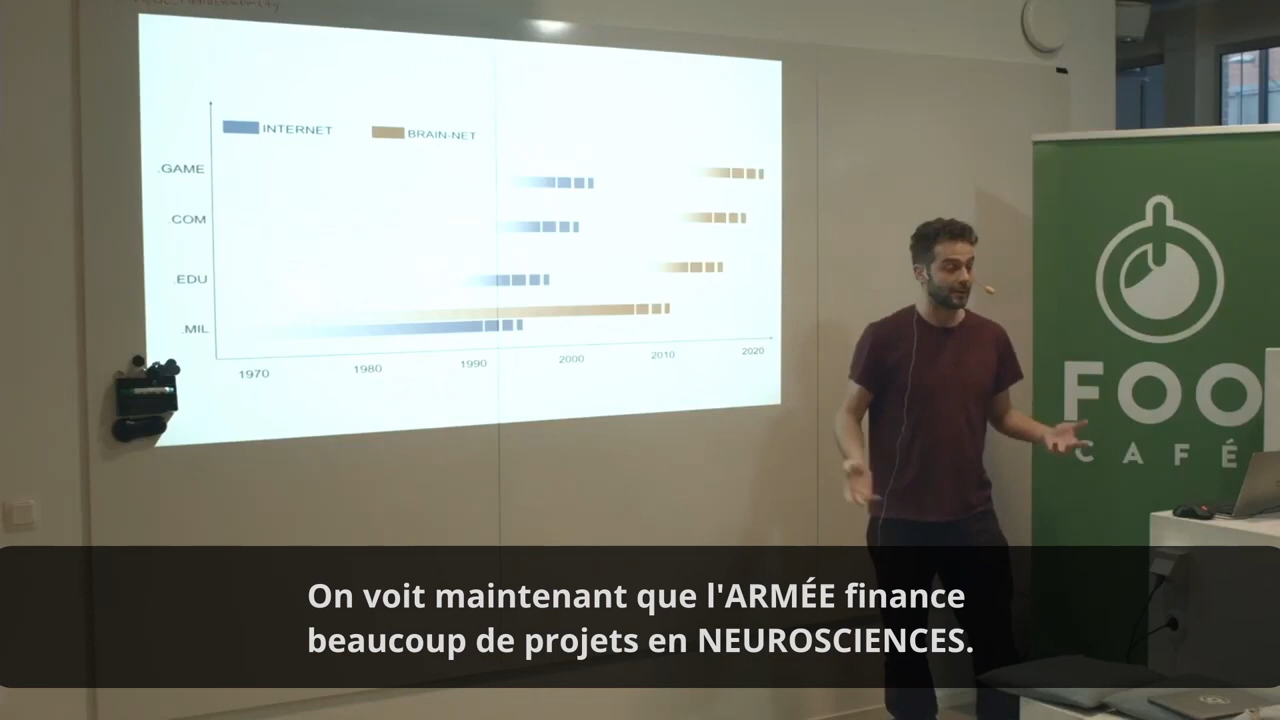 INTERNET BRAIN-NET
.GAME
COM
EDU
.MIL
1970 1980 1990 2000 2010 2020
FOO
CAFÉ
On voit maintenant que l'ARMÉE finance
beaucoup de projets en NEUROSCIENCES.